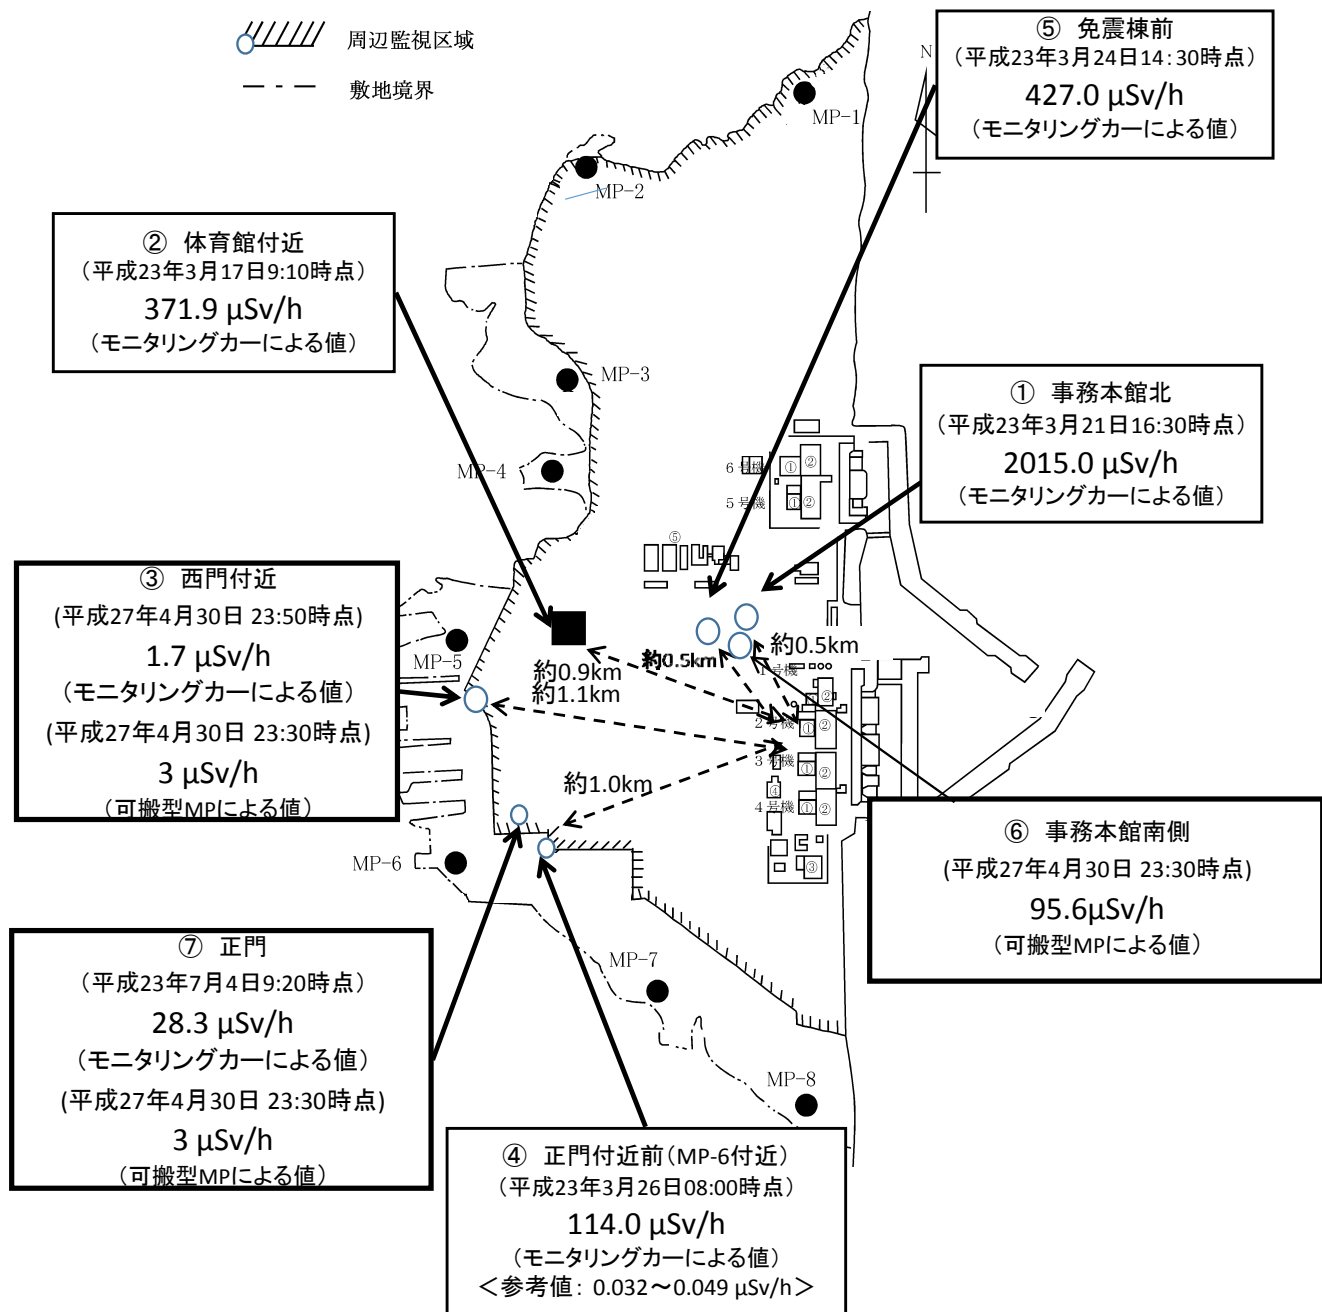 周辺監視区域
敷地境界
⑤ 免震棟前
（平成23年3月24日14:30時点）
427.0 μSv/h
（モニタリングカーによる値）
N
MP-1
MP-2
② 体育館付近
（平成23年3月17日9:10時点）
371.9 μSv/h
（モニタリングカーによる値）
MP-3
① 事務本館北
（平成23年3月21日16:30時点）
2015.0 μSv/h
（モニタリングカーによる値）
MP-4
6号機
①
②
5号機
①
②
⑤
③ 西門付近
(平成27年4月30日 23:50時点)
1.7 μSv/h
（モニタリングカーによる値）
(平成27年4月30日 23:30時点)
3 μSv/h
（可搬型MPによる値）
MP-5
約0.9km
約1.1km
約0.5km
約0.5km
1号機
②
2号機
①
②
3号機
①
②
④
4号機
①
②
③
約1.0km
MP-6
⑥ 事務本館南側
(平成27年4月30日 23:30時点)
95.6μSv/h
（可搬型MPによる値）
⑦ 正門
（平成23年7月4日9:20時点）
28.3 μSv/h
（モニタリングカーによる値）
(平成27年4月30日 23:30時点)
3 μSv/h
（可搬型MPによる値）
MP-7
MP-8
④ 正門付近前（MP-6付近）
（平成23年3月26日08:00時点）
114.0 μSv/h
（モニタリングカーによる値）
＜参考値：0.032～0.049 μSv/h＞